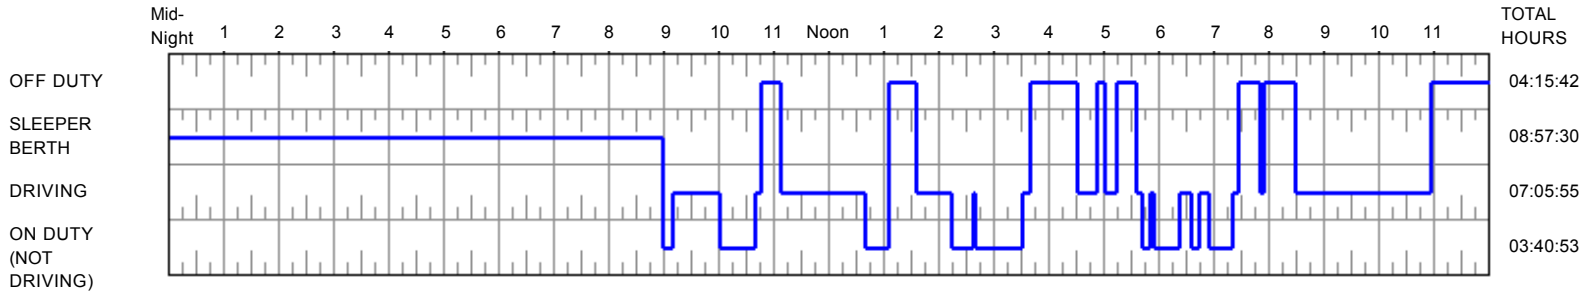 Mid-
Night 1 2 3 4 5 6 7 8 9 10 11 Noon 1 2 3 4 5 6 7 8 9 10 11
TOTAL
HOURS
OFF DUTY 04:15:42
SLEEPER
BERTH 08:57:30
DRIVING 07:05:55
ON DUTY
(NOT
DRIVING) 03:40:53